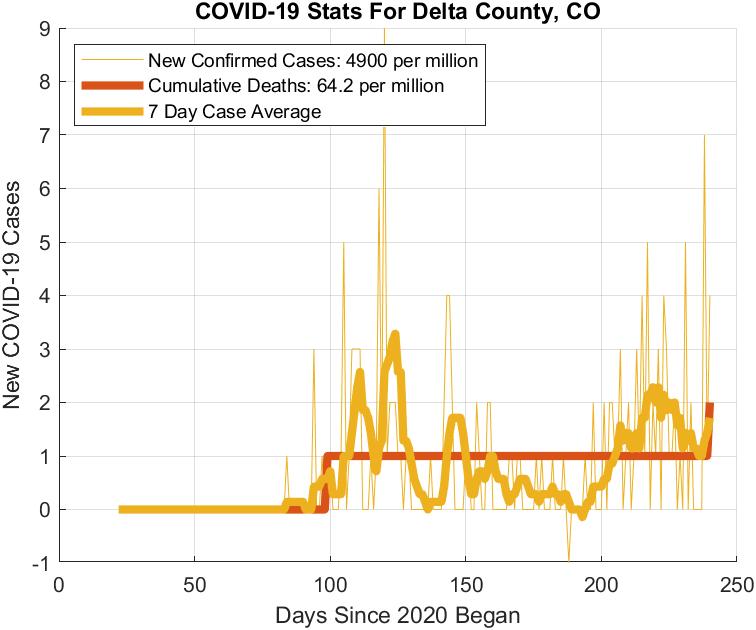 COVID-19 Stats For Delta County, CO
New Confirmed Cases: 4900 per million
Cumulative Deaths: 64.2 per million
7 Day Case Average
New COVID-19 Cases
9
8
7
6
5
4
3
2
1
0
-1
0 50 100 150 200 250
Days Since 2020 Began